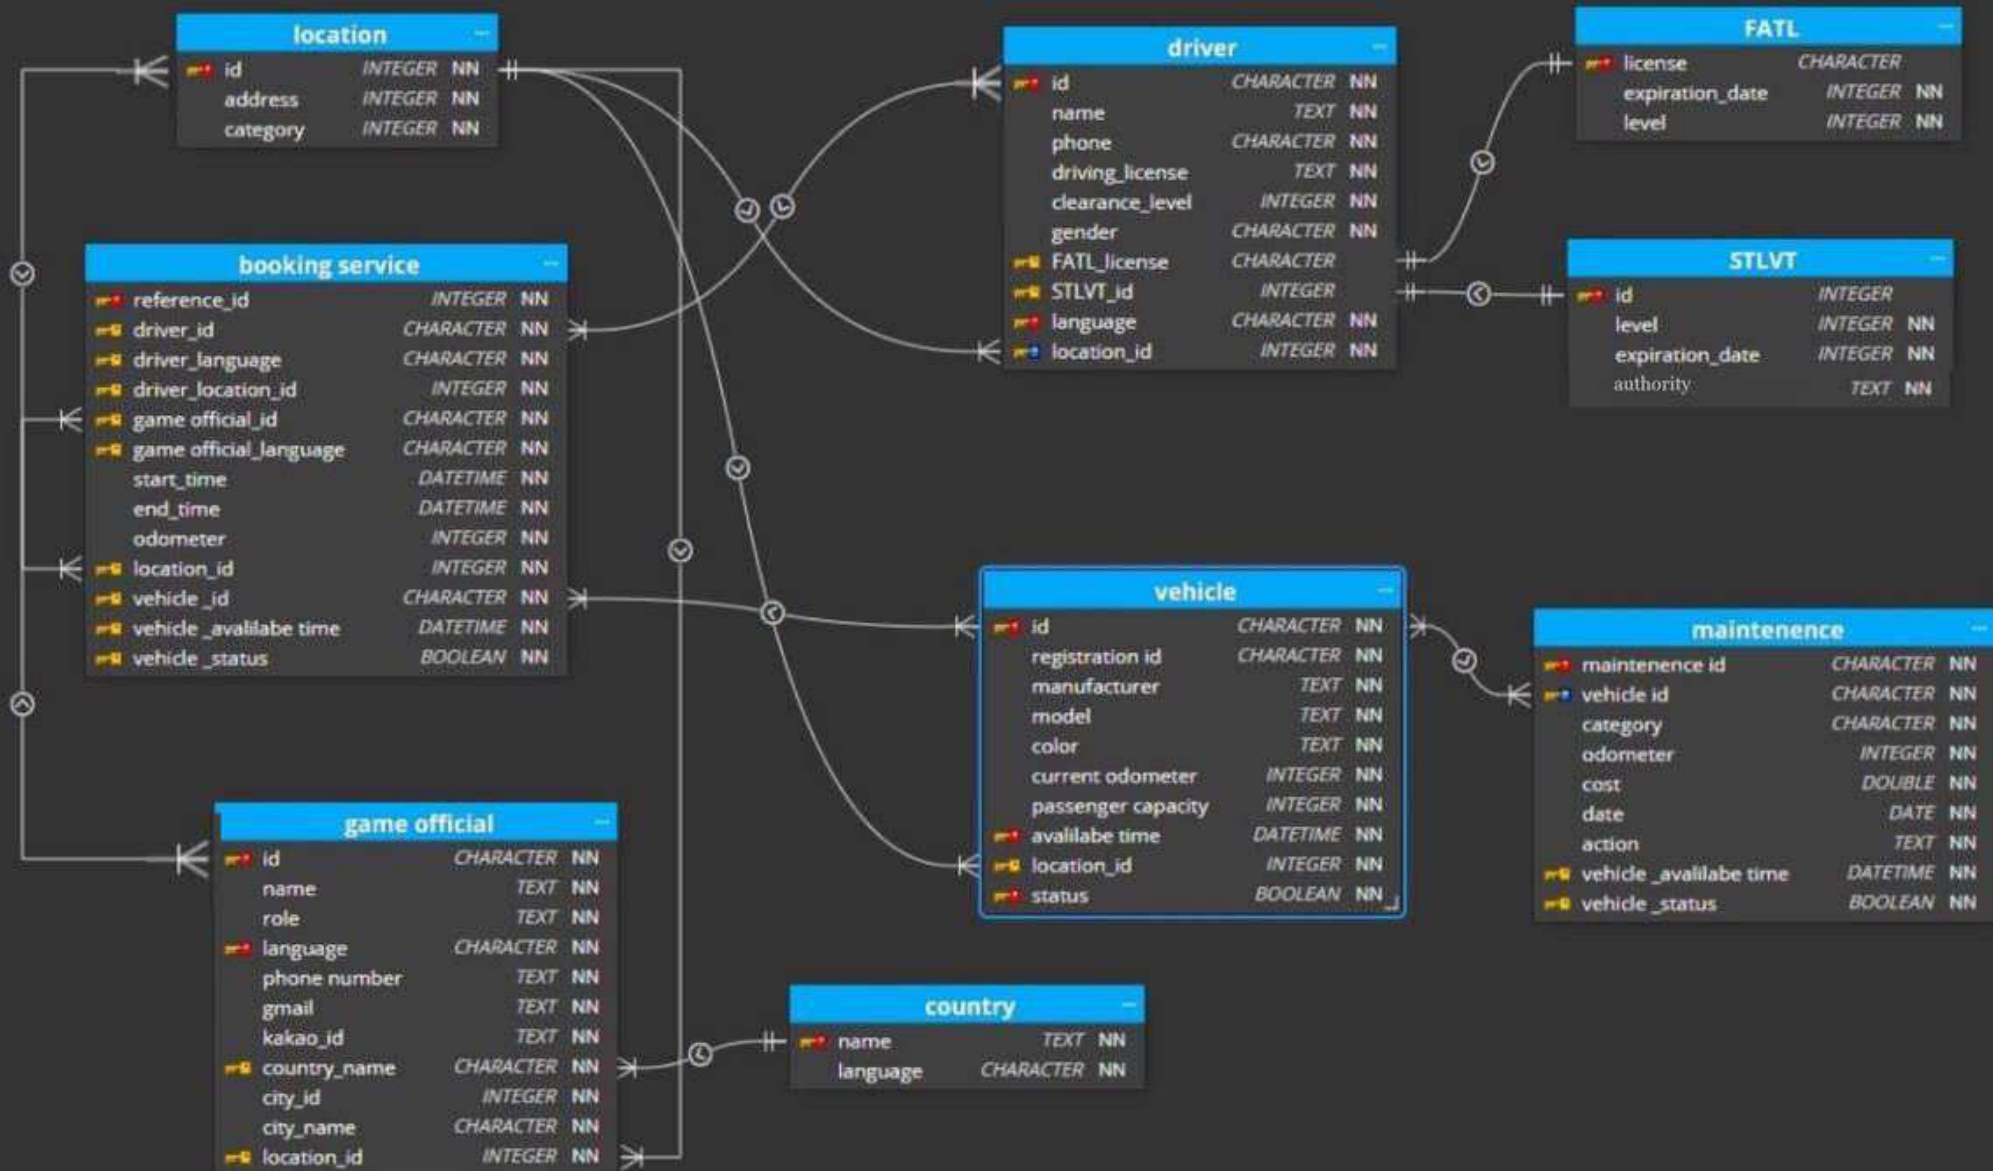 location
id INTEGER NN
address INTEGER NN
category INTEGER NN
driver
id CHARACTER NN
name TEXT NN
phone CHARACTER NN
driving_license TEXT NN
clearance_level INTEGER NN
gender CHARACTER NN
FATL_license CHARACTER
STLVT_id INTEGER
language CHARACTER NN
location_id INTEGER NN
FATL
license CHARACTER
expiration_date INTEGER NN
level INTEGER NN
STLVT
id INTEGER
level INTEGER NN
expiration_date INTEGER NN
authority TEXT NN
booking service
reference_id INTEGER NN
driver_id CHARACTER NN
driver_language CHARACTER NN
driver_location_id INTEGER NN
game official_id CHARACTER NN
game official_language CHARACTER NN
start_time DATETIME NN
end_time DATETIME NN
odometer INTEGER NN
location_id INTEGER NN
vehicle _id CHARACTER NN
vehicle _avalilabe time DATETIME NN
vehicle _status BOOLEAN NN
vehicle
id CHARACTER NN
registration id CHARACTER NN
manufacturer TEXT NN
model TEXT NN
color TEXT NN
current odometer INTEGER NN
passenger capacity INTEGER NN
avalilabe time DATETIME NN
location_id INTEGER NN
status BOOLEAN NN
maintenence
maintenence id CHARACTER NN
vehicle id CHARACTER NN
category CHARACTER NN
odometer INTEGER NN
cost DOUBLE NN
date DATE NN
action TEXT NN
vehicle _avalilabe time DATETIME NN
vehicle _status BOOLEAN NN
game official
id CHARACTER NN
name TEXT NN
role TEXT NN
language CHARACTER NN
phone number TEXT NN
gmail TEXT NN
kakao_id TEXT NN
country_name CHARACTER NN
city_id INTEGER NN
city_name CHARACTER NN
location_id INTEGER NN
country
name TEXT NN
language CHARACTER NN